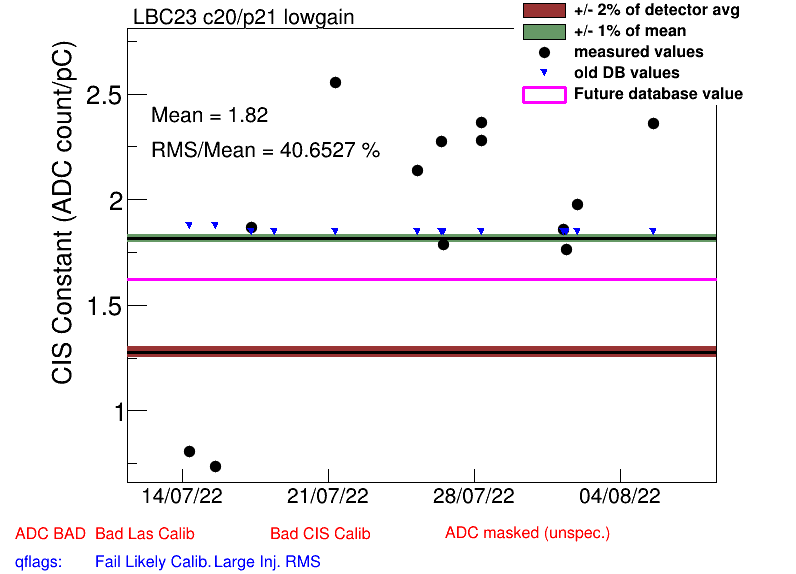 LBC23 c20/p21 lowgain
+/- 2% of detector avg
+/- 1% of mean
measured values
old DB values
Future database value
Mean = 1.82
RMS/Mean = 40.6527 %
CIS Constant (ADC count/pC)
2.5
2
1.5
1
14/07/22 21/07/22 28/07/22 04/08/22
ADC BAD Bad Las Calib Bad CIS Calib ADC masked (unspec.)
qflags: Fail Likely Calib. Large Inj. RMS